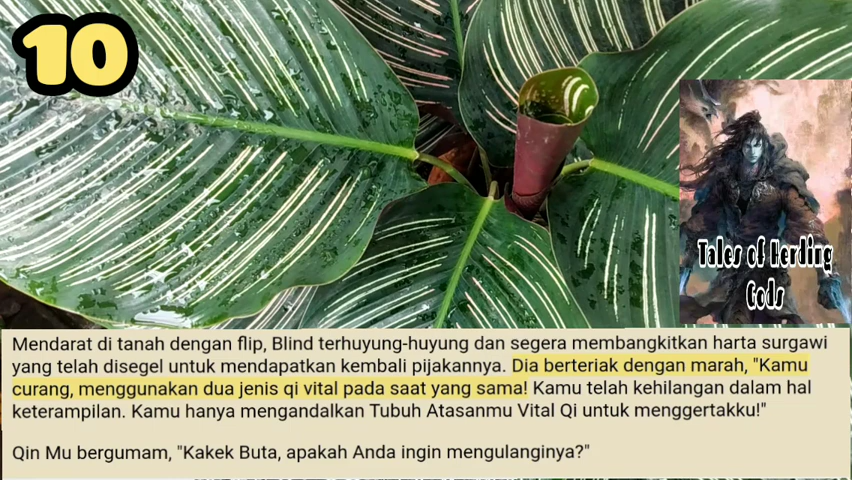 10
Tales of Herding
Gods
Mendarat di tanah dengan flip, Blind terhuyung-huyung dan segera membangkitkan harta surgawi
yang telah disegel untuk mendapatkan kembali pijakannya. Dia berteriak dengan marah, "Kamu
curang, menggunakan dua jenis qi vital pada saat yang sama! Kamu telah kehilangan dalam hal
keterampilan. Kamu hanya mengandalkan Tubuh Atasanmu Vital Qi untuk menggertakku!"
Qin Mu bergumam, "Kakek Buta, apakah Anda ingin mengulanginya?"